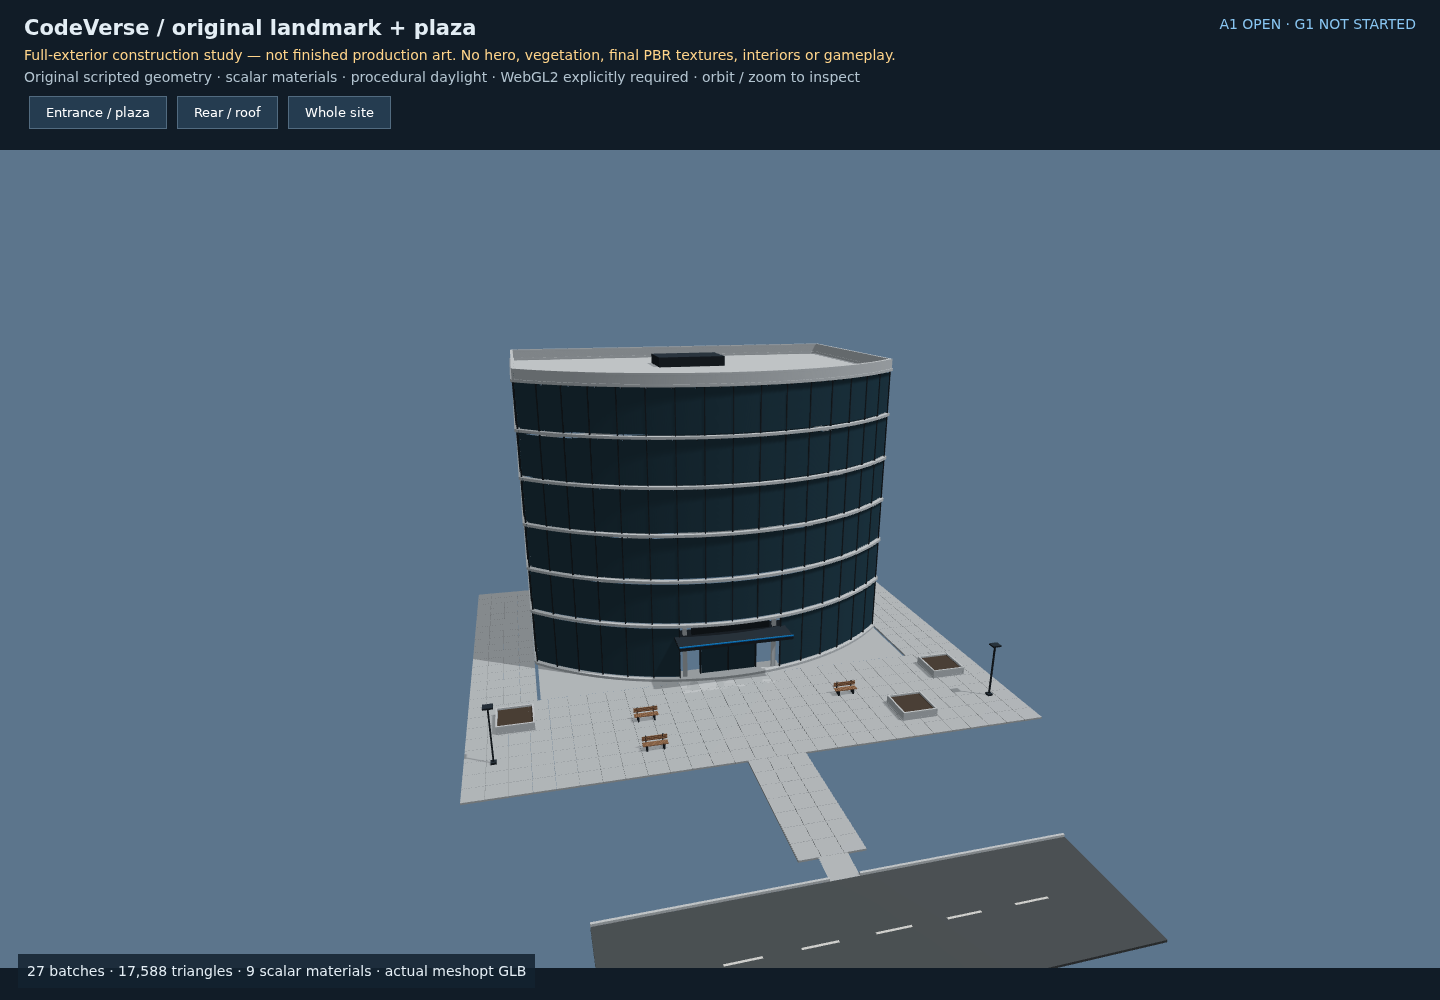 CodeVerse / original landmark + plaza
A1 OPEN · G1 NOT STARTED
Full-exterior construction study — not finished production art. No hero, vegetation, final PBR textures, interiors or gameplay.
Original scripted geometry · scalar materials · procedural daylight · WebGL2 explicitly required · orbit / zoom to inspect
Entrance / plaza
Rear / roof
Whole site
27 batches · 17,588 triangles · 9 scalar materials · actual meshopt GLB